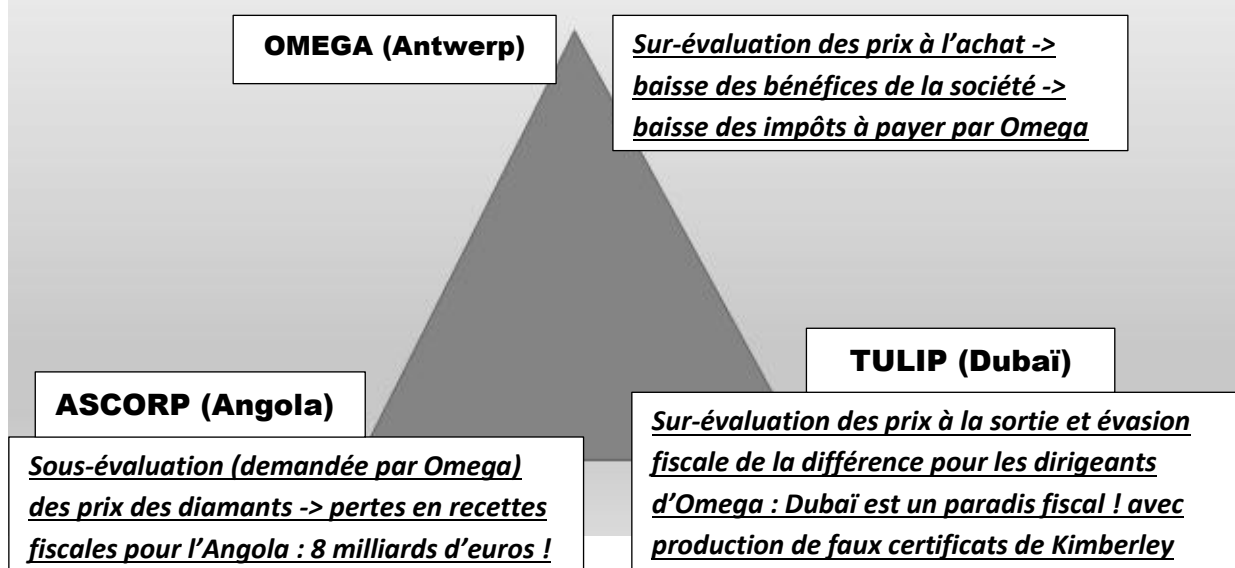 OMEGA (Antwerp)
Sur-évaluation des prix à l’achat ->
baisse des bénéfices de la société ->
baisse des impôts à payer par Omega
ASCORP (Angola)
Sous-évaluation (demandée par Omega)
des prix des diamants -> pertes en recettes
fiscales pour l’Angola : 8 milliards d’euros !
TULIP (Dubaï)
Sur-évaluation des prix à la sortie et évasion
fiscale de la différence pour les dirigeants
d’Omega : Dubaï est un paradis fiscal ! avec
production de faux certificats de Kimberley